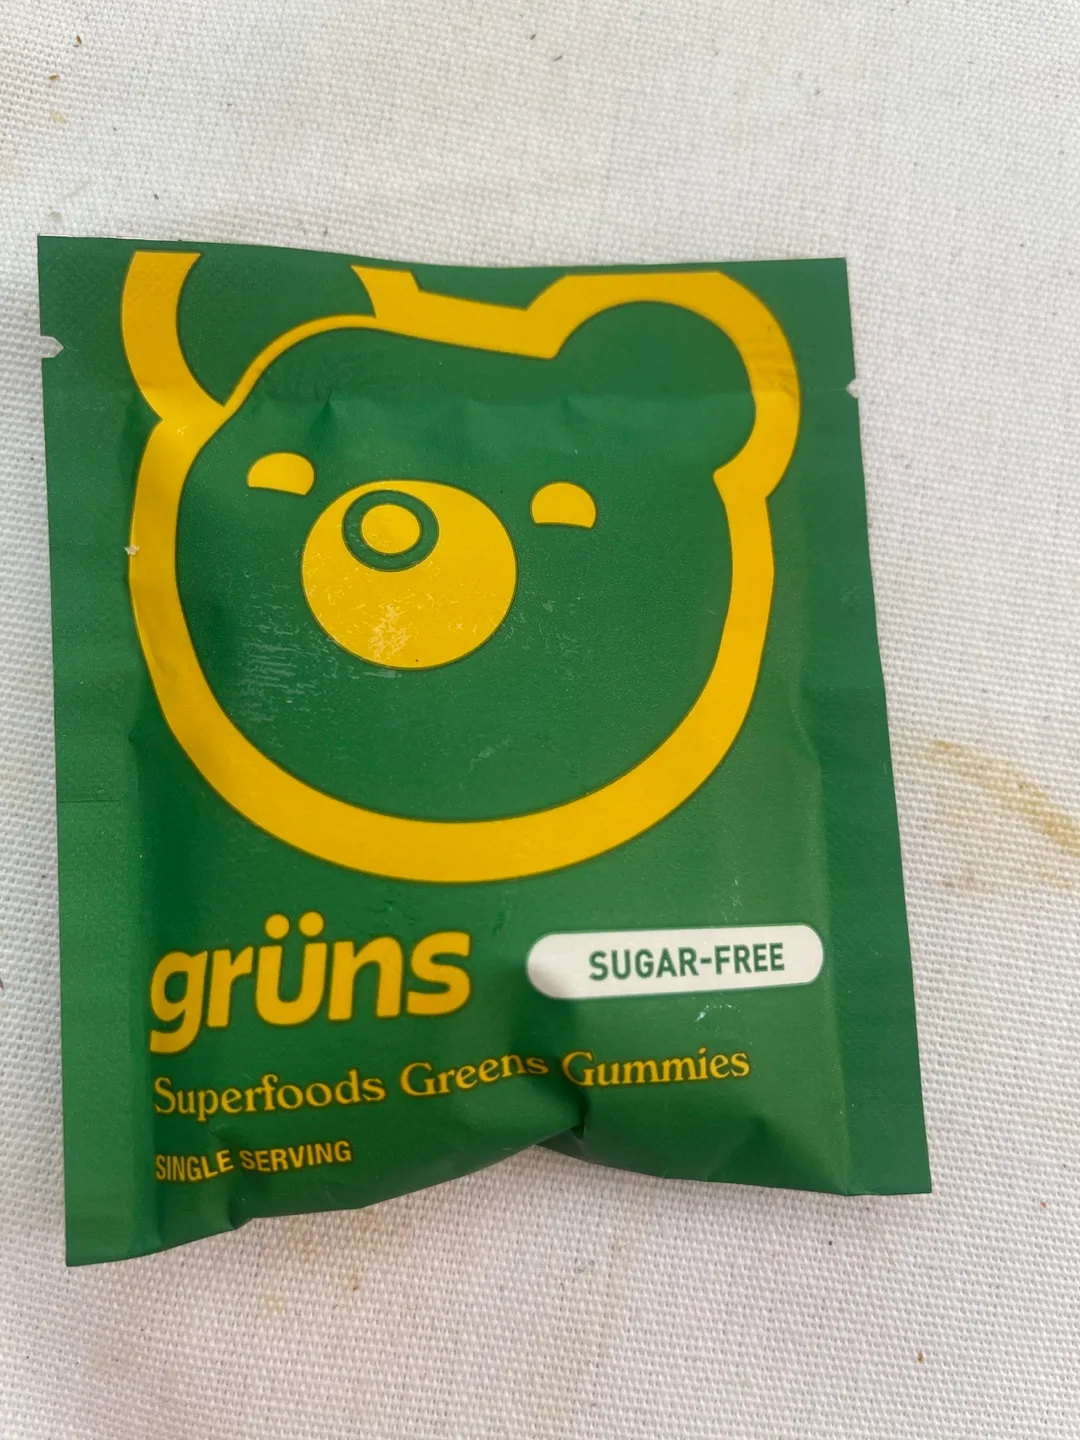 grüns
SUGAR-FREE
Superfoods Greens Gummies
SINGLE SERVING